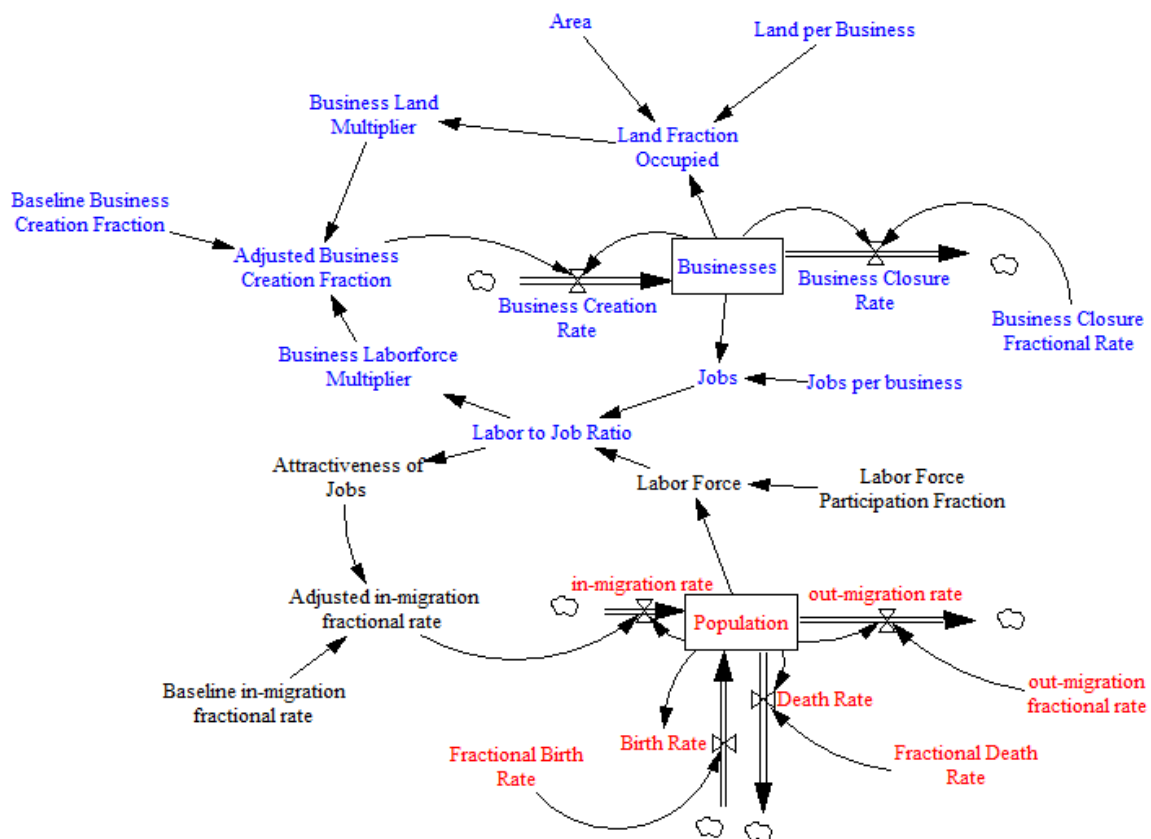 Area
Land per Business
Business Land
Multiplier
Land Fraction
Occupied
Baseline Business
Creation Fraction
Adjusted Business
Creation Fraction
Businesses
Business Creation
Rate
Business Closure
Rate
Business Closure
Fractional Rate
Business Laborforce
Multiplier
Jobs
Jobs per business
Labor to Job Ratio
Attractiveness of
Jobs
Labor Force
Labor Force
Participation Fraction
in-migration rate
out-migration rate
Adjusted in-migration
fractional rate
Population
Baseline in-migration
fractional rate
out-migration
fractional rate
Death Rate
Birth Rate
Fractional Birth
Rate
Fractional Death
Rate